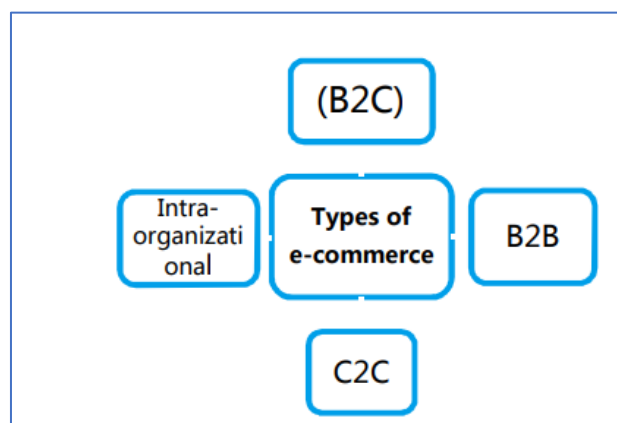 (B2C)
Intra-
organizati
onal
Types of
e-commerce
B2B
C2C